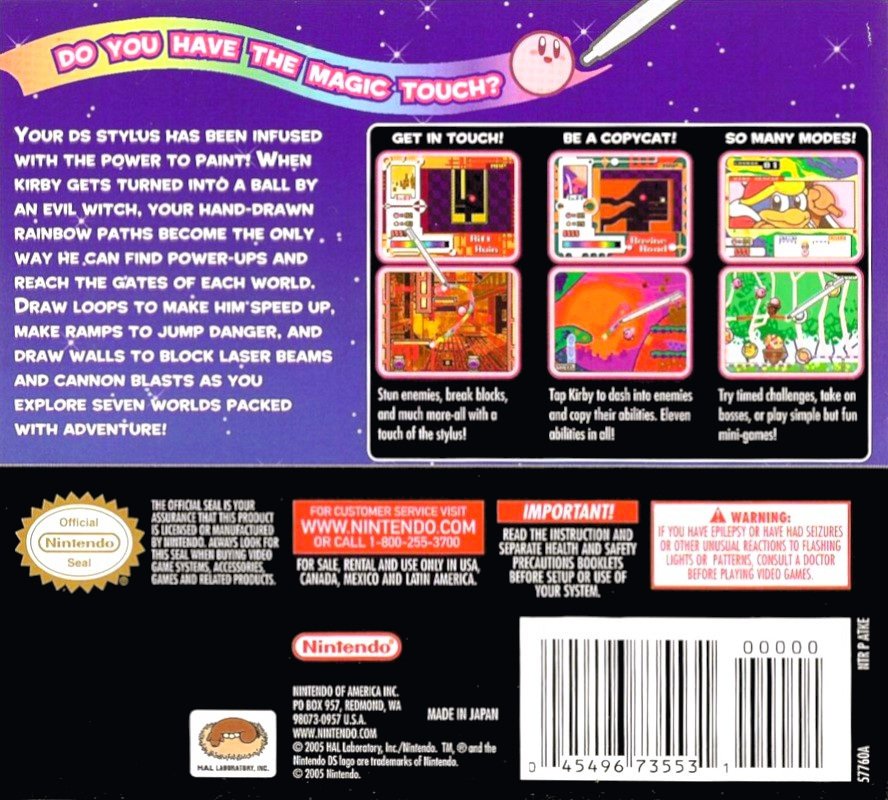 DO YOU HAVE THE MAGIC TOUCH?
YOUR DS STYLUS HAS BEEN INFUSED
WITH THE POWER TO PAINT! WHEN
KIRBY GETS TURNED INTO A BALL BY
AN EVIL WITCH, YOUR HAND-DRAWN
RAINBOW PATHS BECOME THE ONLY
WAY HE CAN FIND POWER-UPS AND
REACH THE GATES OF EACH WORLD.
DRAW LOOPS TO MAKE HIM SPEED UP,
MAKE RAMPS TO JUMP DANGER, AND
DRAW WALLS TO BLOCK LASER BEAMS
AND CANNON BLASTS AS YOU
EXPLORE SEVEN WORLDS PACKED
WITH ADVENTURE!
GET IN TOUCH!
Rift
Ruin
Stun enemies, break blocks,
and much more-all with a
touch of the stylus!
BE A COPYCAT!
Ravine
Road
Tap Kirby to dash into enemies
and copy their abilities. Eleven
abilities in all!
SO MANY MODES!
Try timed challenges, take on
bosses, or play simple but fun
mini-games!
Official
Nintendo
Seal
THE OFFICIAL SEAL IS YOUR
ASSURANCE THAT THIS PRODUCT
IS LICENSED OR MANUFACTURED
BY NINTENDO. ALWAYS LOOK FOR
THIS SEAL WHEN BUYING VIDEO
GAME SYSTEMS, ACCESSORIES,
GAMES AND RELATED PRODUCTS.
FOR CUSTOMER SERVICE VISIT
WWW.NINTENDO.COM
OR CALL 1-800-255-3700
FOR SALE, RENTAL AND USE ONLY IN USA,
CANADA, MEXICO AND LATIN AMERICA.
IMPORTANT!
READ THE INSTRUCTION AND
SEPARATE HEALTH AND SAFETY
PRECAUTIONS BOOKLETS
BEFORE SETUP OR USE OF
YOUR SYSTEM.
WARNING:
IF YOU HAVE EPILEPSY OR HAVE HAD SEIZURES
OR OTHER UNUSUAL REACTIONS TO FLASHING
LIGHTS OR PATTERNS, CONSULT A DOCTOR
BEFORE PLAYING VIDEO GAMES.
Nintendo®
NINTENDO OF AMERICA INC.
PO BOX 957, REDMOND, WA
98073-0957 U.S.A.
WWW.NINTENDO.COM
MADE IN JAPAN
© 2005 HAL Laboratory, Inc./Nintendo. TM, ® and the
Nintendo DS logo are trademarks of Nintendo.
© 2005 Nintendo.
HAL LABORATORY, INC.
00000
0 45496 73553 1
NTR P ATKE
57760A